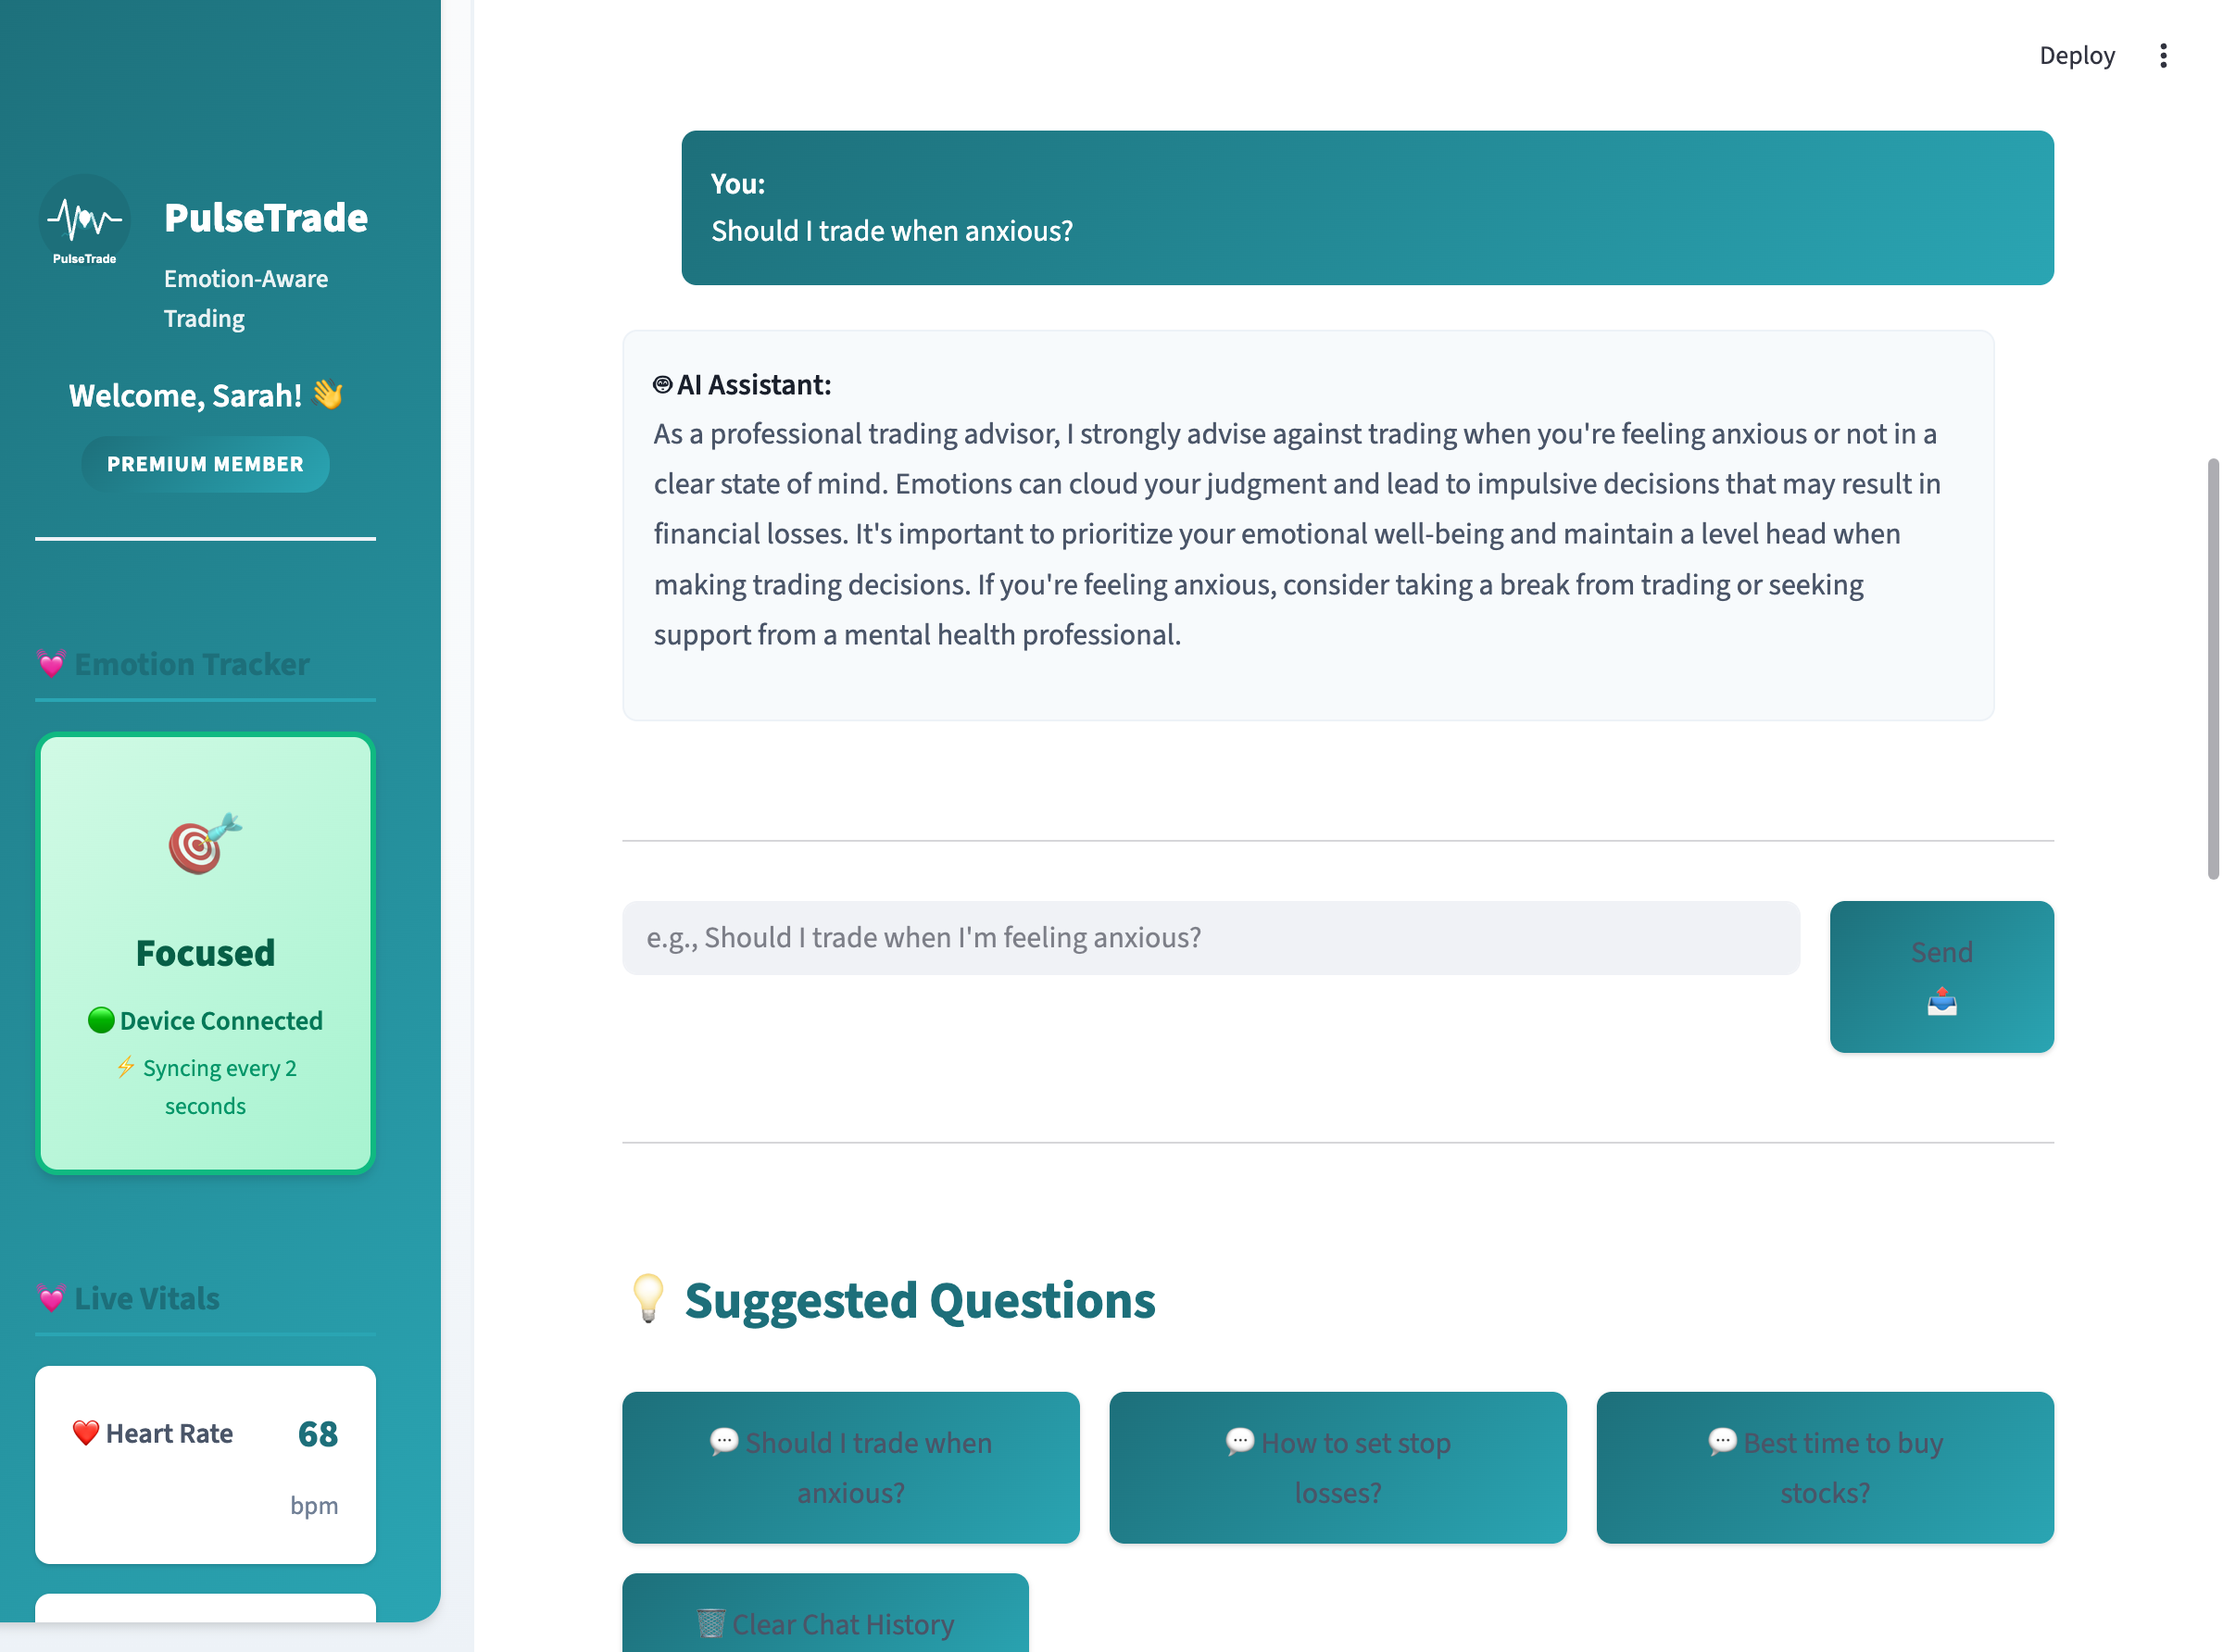 Deploy
PulseTrade
PulseTrade
Emotion-Aware
Trading
Welcome, Sarah! 👋
PREMIUM MEMBER
💓 Emotion Tracker
Focused
🟢 Device Connected
⚡ Syncing every 2
seconds
💓 Live Vitals
❤️ Heart Rate
68
bpm
You:
Should I trade when anxious?
AI Assistant:
As a professional trading advisor, I strongly advise against trading when you're feeling anxious or not in a
clear state of mind. Emotions can cloud your judgment and lead to impulsive decisions that may result in
financial losses. It's important to prioritize your emotional well-being and maintain a level head when
making trading decisions. If you're feeling anxious, consider taking a break from trading or seeking
support from a mental health professional.
e.g., Should I trade when I'm feeling anxious?
Send
📤
💡 Suggested Questions
💬 Should I trade when
anxious?
💬 How to set stop
losses?
💬 Best time to buy
stocks?
🗑️ Clear Chat History